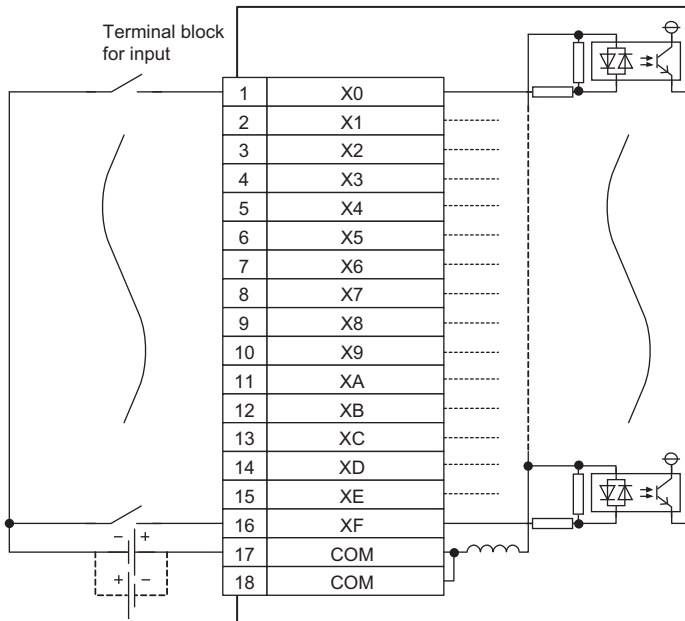 Terminal block
for input
1 X0
2 X1
3 X2
4 X3
5 X4
6 X5
7 X6
8 X7
9 X8
10 X9
11 XA
12 XB
13 XC
14 XD
15 XE
16 XF
− + 17 COM
+ − 18 COM